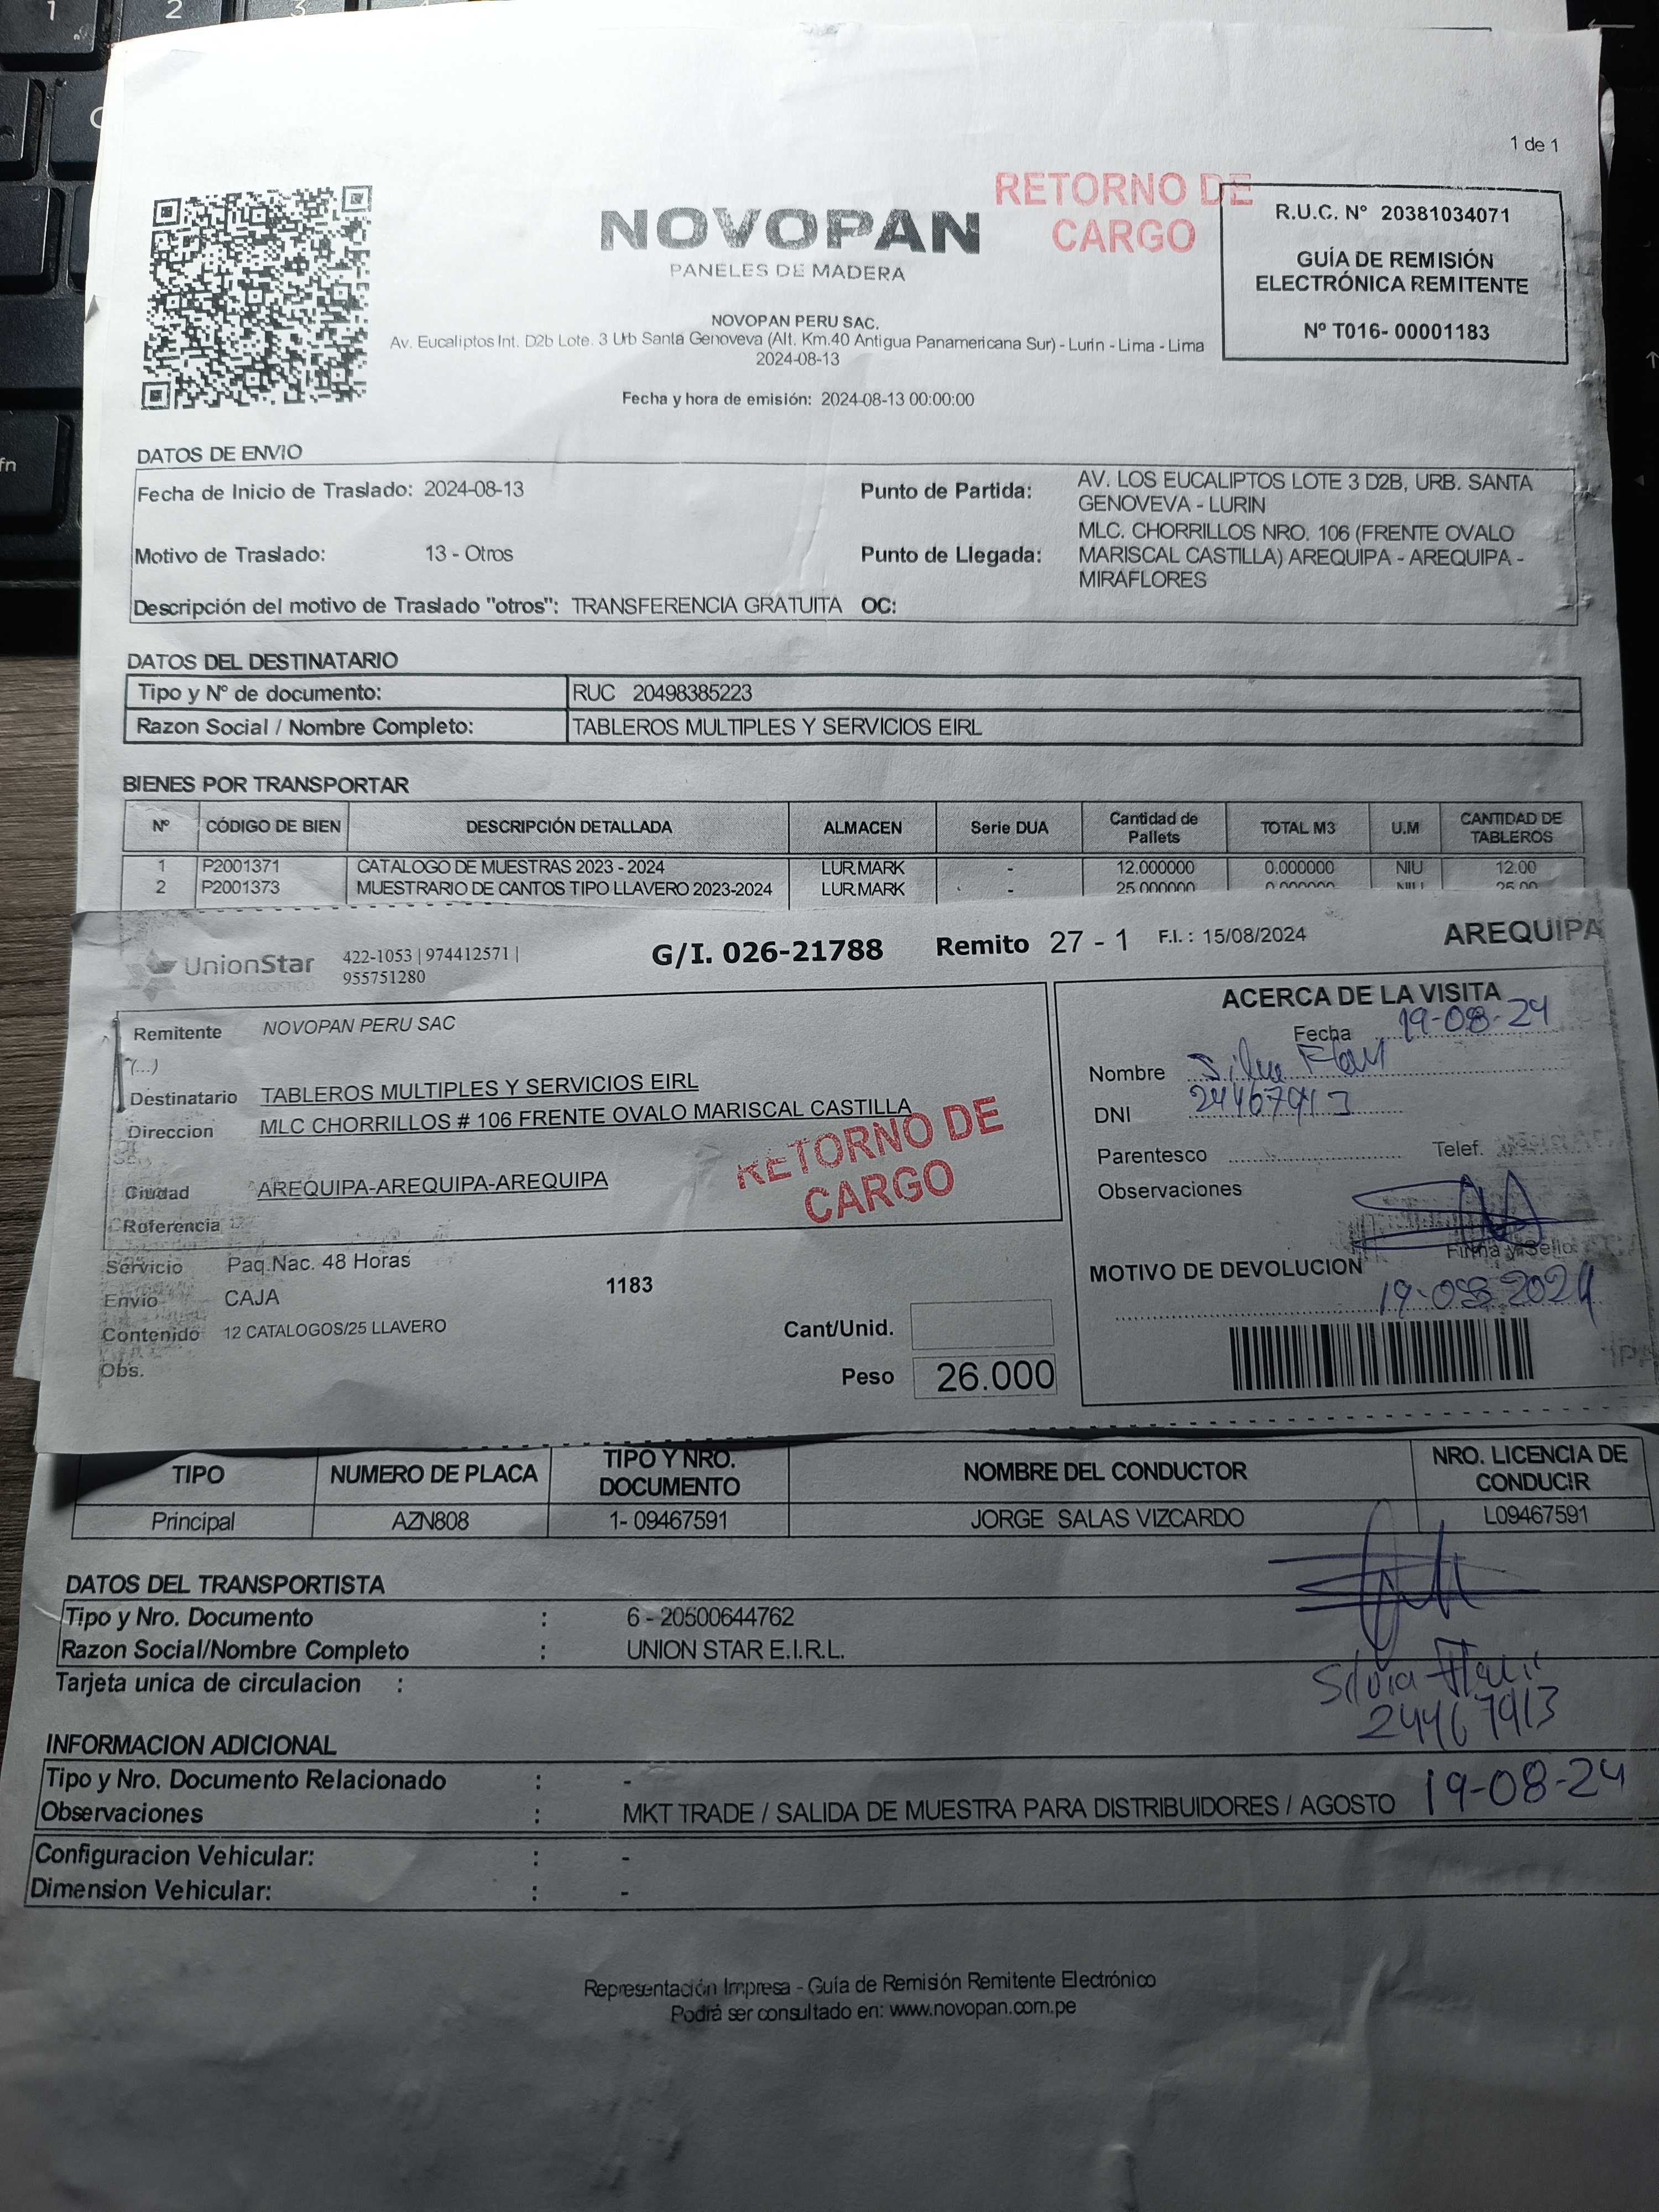 1 de 1
RETORNO DE
CARGO
NOVOPAN
PANELES DE MADERA
R.U.C. Nº 20381034071
GUÍA DE REMISIÓN
ELECTRÓNICA REMITENTE
Nº T016- 00001183
NOVOPAN PERU SAC.
Av. Eucaliptos Int. D2b Lote. 3 Urb Santa Genoveva (Alt. Km.40 Antigua Panamericana Sur) - Lurin - Lima - Lima
2024-08-13
Fecha y hora de emisión: 2024-08-13 00:00:00
DATOS DE ENVIO
Fecha de Inicio de Traslado: 2024-08-13
Punto de Partida: AV. LOS EUCALIPTOS LOTE 3 D2B, URB. SANTA
GENOVEVA - LURIN
Motivo de Traslado: 13 - Otros
Punto de Llegada: MLC. CHORRILLOS NRO. 106 (FRENTE OVALO
MARISCAL CASTILLA) AREQUIPA - AREQUIPA -
MIRAFLORES
Descripción del motivo de Traslado "otros": TRANSFERENCIA GRATUITA OC:
DATOS DEL DESTINATARIO
Tipo y Nº de documento: RUC 20498385223
Razon Social / Nombre Completo: TABLEROS MULTIPLES Y SERVICIOS EIRL
BIENES POR TRANSPORTAR
Nº CÓDIGO DE BIEN DESCRIPCIÓN DETALLADA ALMACEN Serie DUA Cantidad de Pallets TOTAL M3 U.M CANTIDAD DE TABLEROS
1 P2001371 CATALOGO DE MUESTRAS 2023 - 2024 LUR.MARK - 12.000000 0.000000 NIU 12.00
2 P2001373 MUESTRARIO DE CANTOS TIPO LLAVERO 2023-2024 LUR.MARK - 25.000000 0.000000 NIU 25.00
UnionStar
422-1053 | 974412571 |
955751280
G/I. 026-21788 Remito 27 - 1 F.I. : 15/08/2024 AREQUIPA
Remitente NOVOPAN PERU SAC
(...)
Destinatario TABLEROS MULTIPLES Y SERVICIOS EIRL
Direccion MLC CHORRILLOS # 106 FRENTE OVALO MARISCAL CASTILLA
Ciudad AREQUIPA-AREQUIPA-AREQUIPA
Referencia
RETORNO DE
CARGO
Servicio Paq.Nac. 48 Horas
Envio CAJA
1183
Contenido 12 CATALOGOS/25 LLAVERO
Obs.
Cant/Unid.
Peso 26.000
ACERCA DE LA VISITA
Fecha 19-08-24
Nombre
DNI 24467913
Parentesco Telef.
Observaciones
Firma y Sello
MOTIVO DE DEVOLUCION
19-08-2024
TIPO NUMERO DE PLACA TIPO Y NRO. DOCUMENTO NOMBRE DEL CONDUCTOR NRO. LICENCIA DE CONDUCIR
Principal AZN808 1- 09467591 JORGE SALAS VIZCARDO L09467591
DATOS DEL TRANSPORTISTA
Tipo y Nro. Documento : 6 - 20500644762
Razon Social/Nombre Completo : UNION STAR E.I.R.L.
Tarjeta unica de circulacion :
Silvia
24467913
INFORMACION ADICIONAL
Tipo y Nro. Documento Relacionado : -
Observaciones : MKT TRADE / SALIDA DE MUESTRA PARA DISTRIBUIDORES / AGOSTO
19-08-24
Configuracion Vehicular: : -
Dimension Vehicular: : -
Representación Impresa - Guía de Remisión Remitente Electrónico
Podrá ser consultado en: www.novopan.com.pe